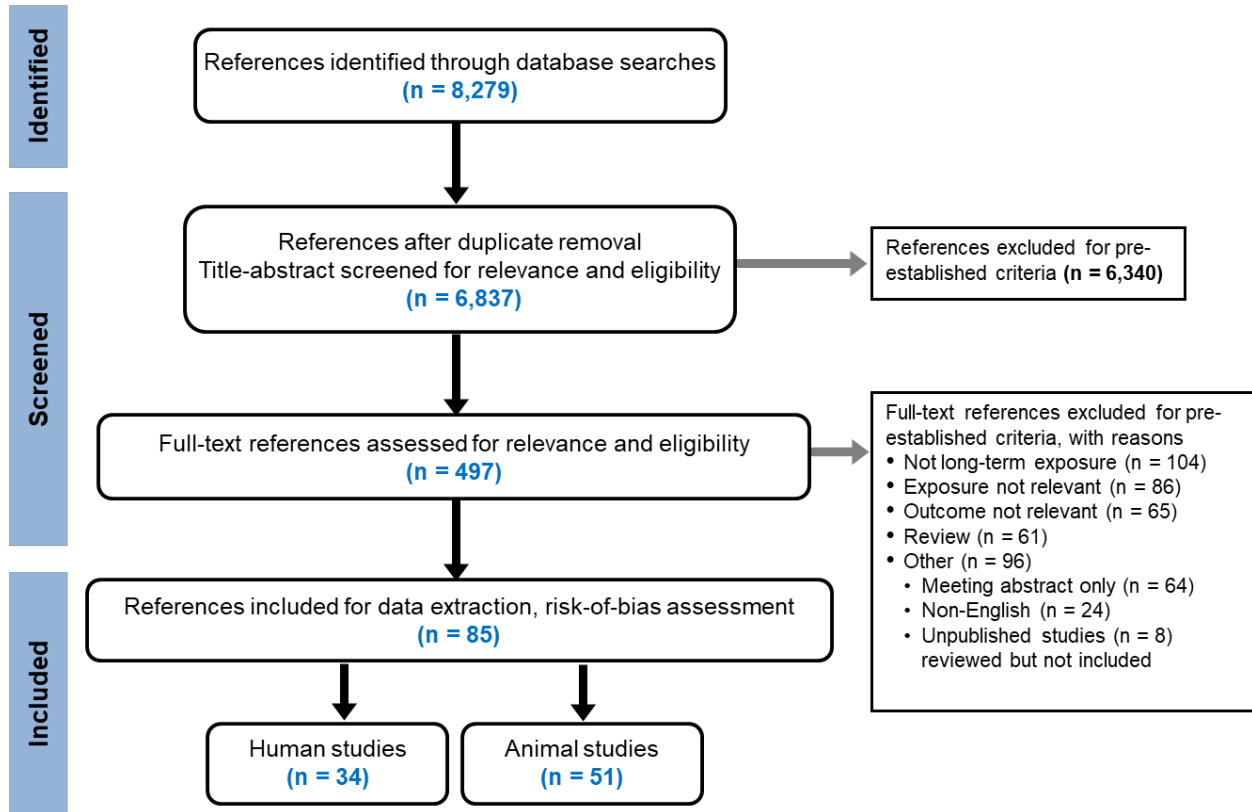 Identified
References identified through database searches
(n = 8,279)
Screened
References after duplicate removal
Title-abstract screened for relevance and eligibility
(n = 6,837)
References excluded for pre-
established criteria (n = 6,340)
Full-text references assessed for relevance and eligibility
(n = 497)
Full-text references excluded for pre-
established criteria, with reasons
• Not long-term exposure (n = 104)
• Exposure not relevant (n = 86)
• Outcome not relevant (n = 65)
• Review (n = 61)
• Other (n = 96)
• Meeting abstract only (n = 64)
• Non-English (n = 24)
• Unpublished studies (n = 8)
reviewed but not included
Included
References included for data extraction, risk-of-bias assessment
(n = 85)
Human studies
(n = 34)
Animal studies
(n = 51)